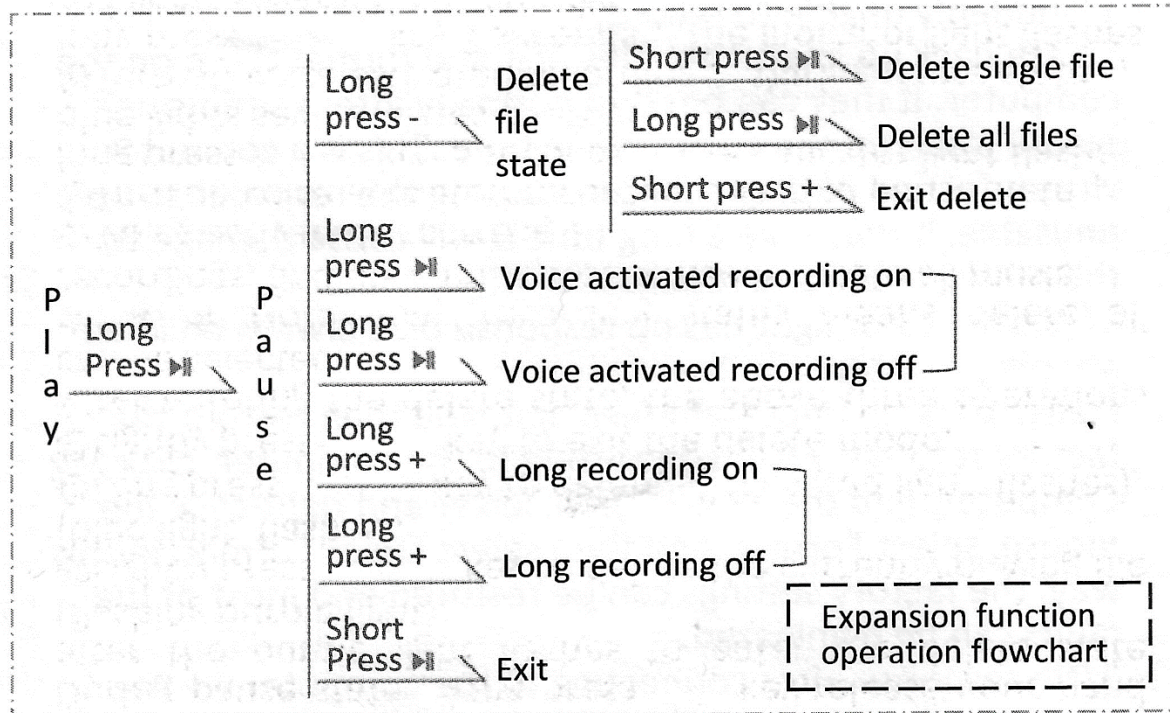 Play
Long
Press ⏯
Pause
Long
press -
Delete
file
state
Short press ⏯
Delete single file
Long press ⏯
Delete all files
Short press +
Exit delete
Long
press ⏯
Voice activated recording on
Long
press ⏯
Voice activated recording off
Long
press +
Long recording on
Long
press +
Long recording off
Short
Press ⏯
Exit
Expansion function
operation flowchart